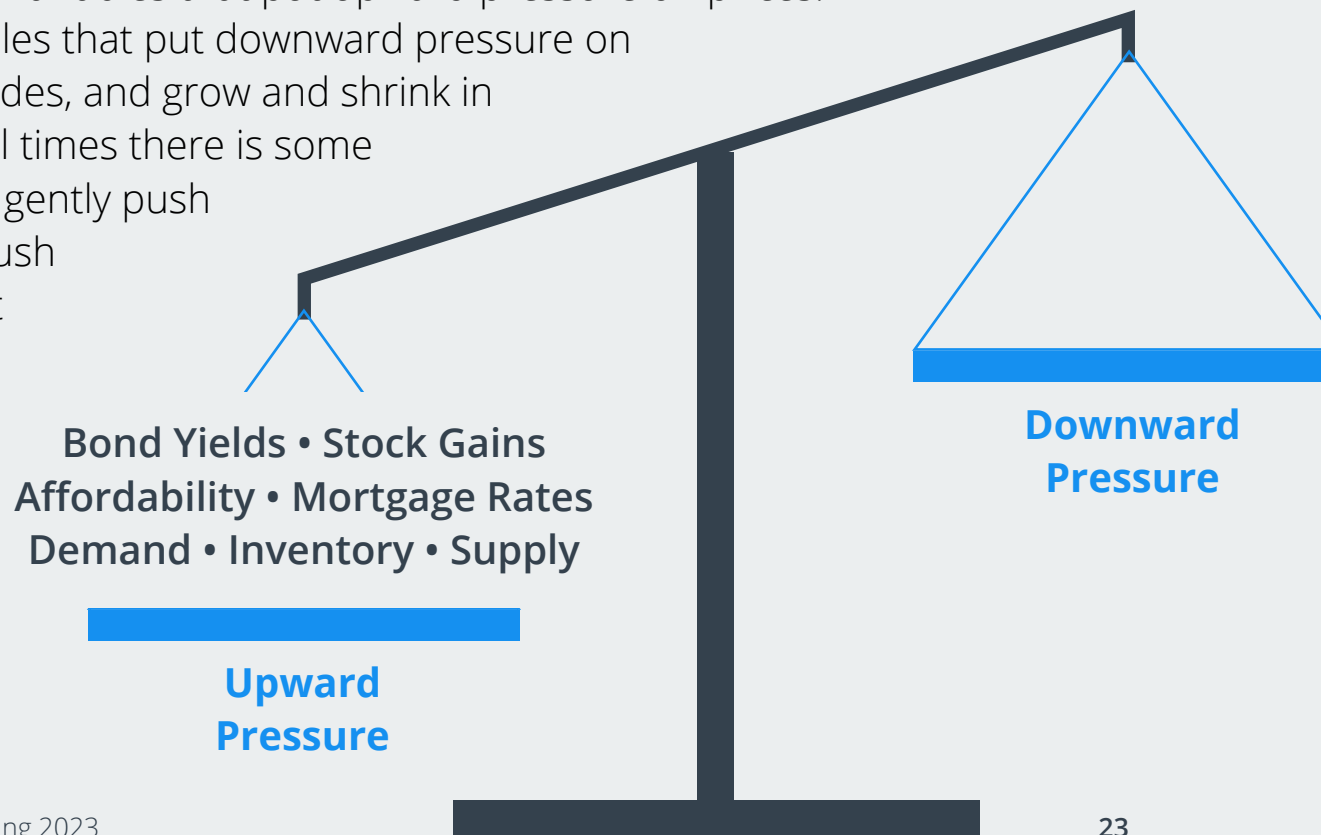 les that put downward pressure on
des, and grow and shrink in
l times there is some
gently push
ush
Bond Yields • Stock Gains
Affordability • Mortgage Rates
Demand • Inventory • Supply
Upward
Pressure
Downward
Pressure
ng 2023
23